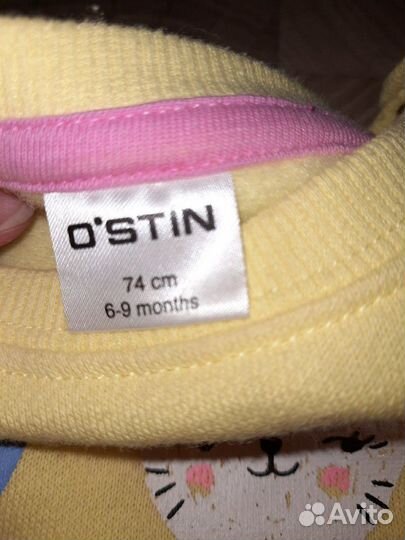 O'STIN
74 cm
6-9 months
Avito